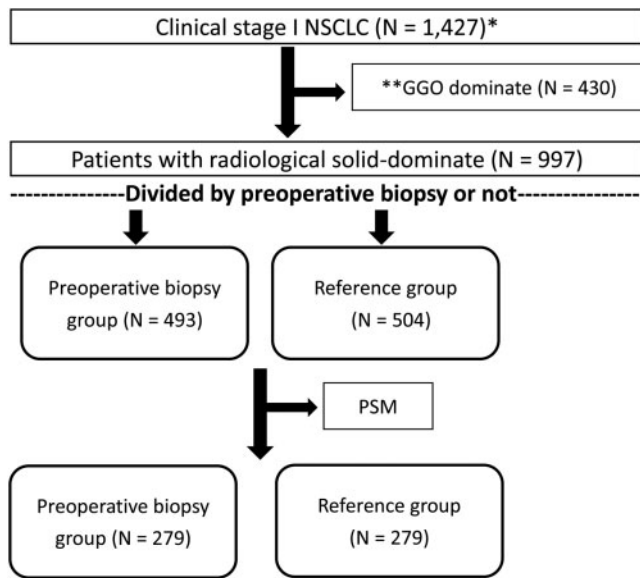 Clinical stage I NSCLC (N = 1,427)*
**GGO dominate (N = 430)
Patients with radiological solid-dominate (N = 997)
Divided by preoperative biopsy or not
Preoperative biopsy
group (N = 493)
Reference group
(N = 504)
PSM
Preoperative biopsy
group (N = 279)
Reference group
(N = 279)